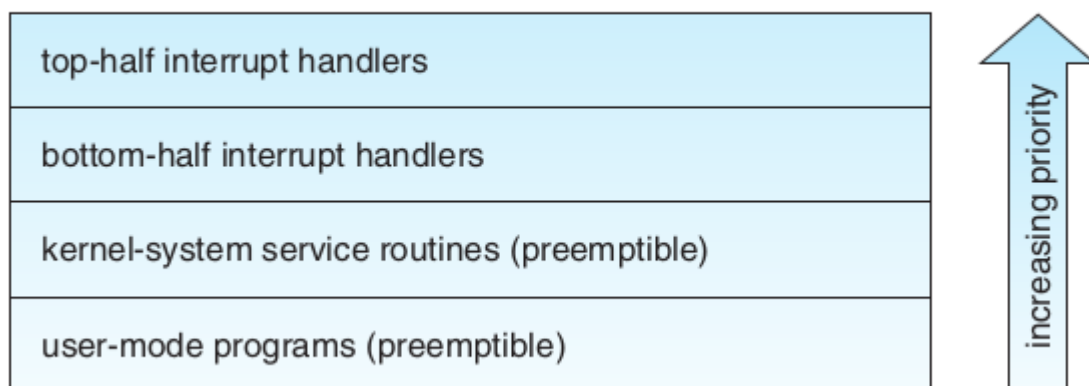 top-half interrupt handlers
bottom-half interrupt handlers
kernel-system service routines (preemptible)
user-mode programs (preemptible)
increasing priority